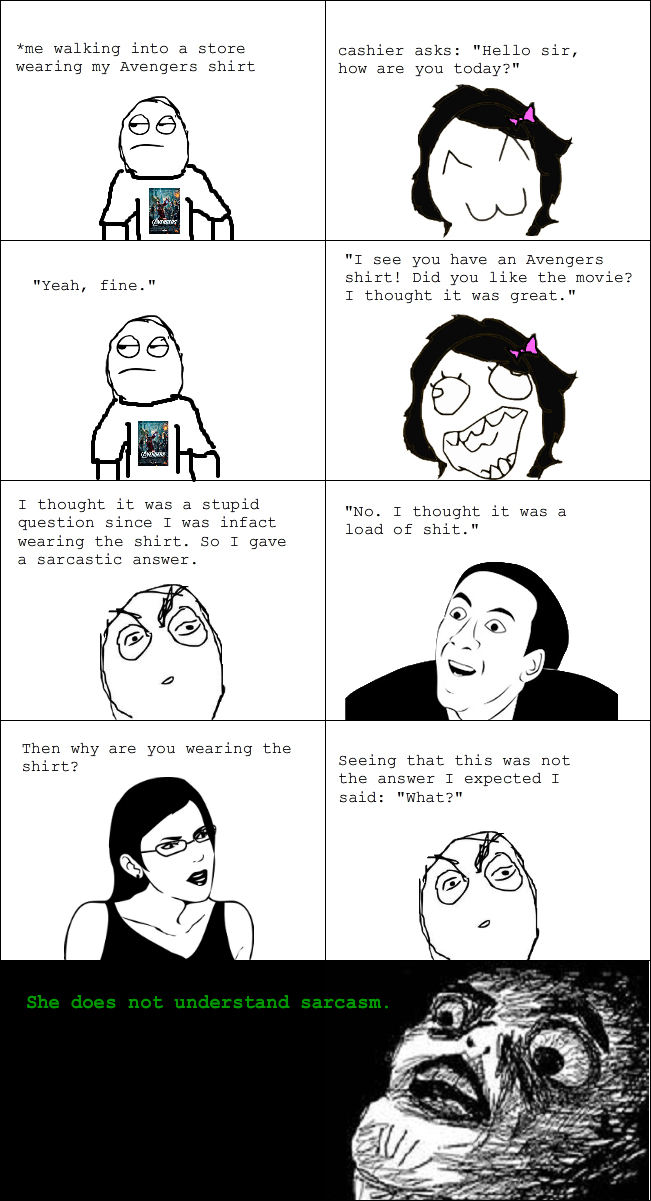 *me walking into a store
wearing my Avengers shirt
cashier asks: "Hello sir,
how are you today?"
"Yeah, fine."
"I see you have an Avengers
shirt! Did you like the movie?
I thought it was great."
I thought it was a stupid
question since I was infact
wearing the shirt. So I gave
a sarcastic answer.
"No. I thought it was a
load of shit."
Then why are you wearing the
shirt?
Seeing that this was not
the answer I expected I
said: "What?"
She does not understand sarcasm.